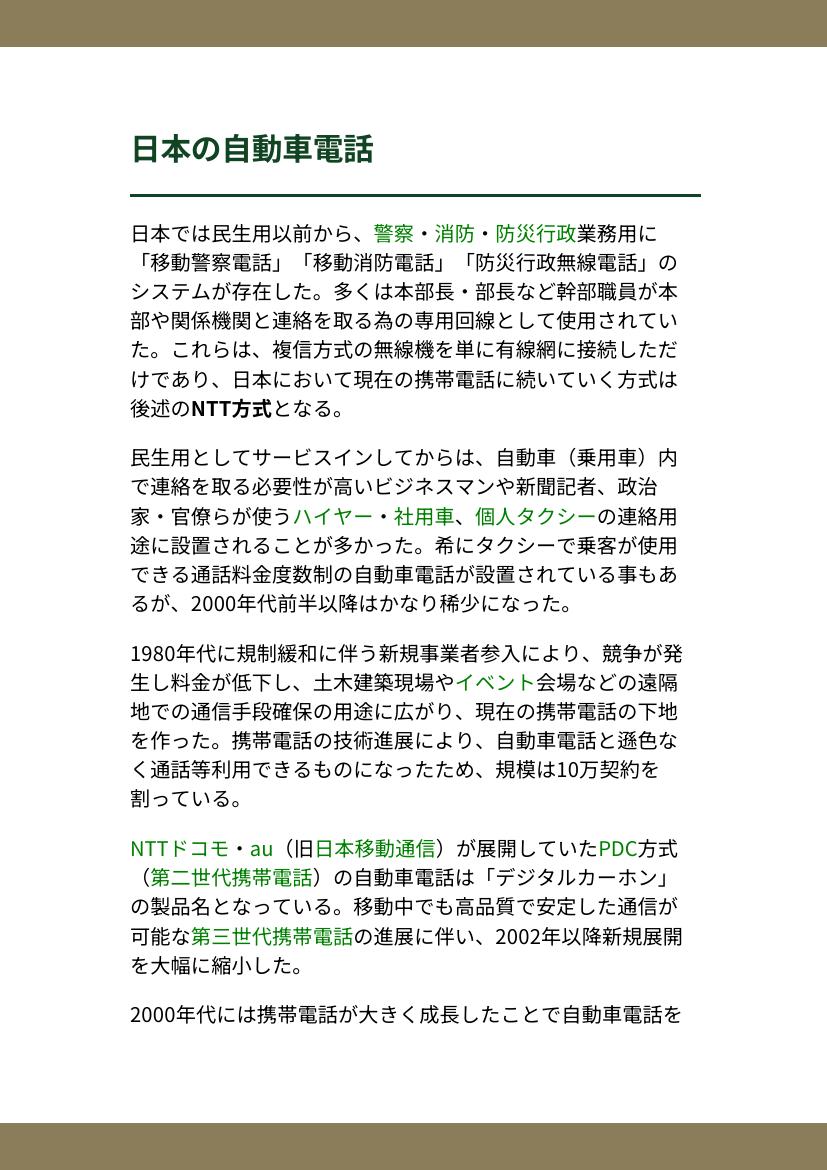 日本の自動車電話
日本では民生用以前から、警察・消防・防災行政業務用に
「移動警察電話」「移動消防電話」「防災行政無線電話」の
システムが存在した。多くは本部長・部長など幹部職員が本
部や関係機関と連絡を取る為の専用回線として使用されてい
た。これらは、複信方式の無線機を単に有線網に接続しただ
けであり、日本において現在の携帯電話に続いていく方式は
後述のNTT方式となる。
民生用としてサービスインしてからは、自動車（乗用車）内
で連絡を取る必要性が高いビジネスマンや新聞記者、政治
家・官僚らが使うハイヤー・社用車、個人タクシーの連絡用
途に設置されることが多かった。希にタクシーで乗客が使用
できる通話料金度数制の自動車電話が設置されている事もあ
るが、2000年代前半以降はかなり稀少になった。
1980年代に規制緩和に伴う新規事業者参入により、競争が発
生し料金が低下し、土木建築現場やイベント会場などの遠隔
地での通信手段確保の用途に広がり、現在の携帯電話の下地
を作った。携帯電話の技術進展により、自動車電話と遜色な
く通話等利用できるものになったため、規模は10万契約を
割っている。
NTTドコモ・au（旧日本移動通信）が展開していたPDC方式
（第二世代携帯電話）の自動車電話は「デジタルカーホン」
の製品名となっている。移動中でも高品質で安定した通信が
可能な第三世代携帯電話の進展に伴い、2002年以降新規展開
を大幅に縮小した。
2000年代には携帯電話が大きく成長したことで自動車電話を